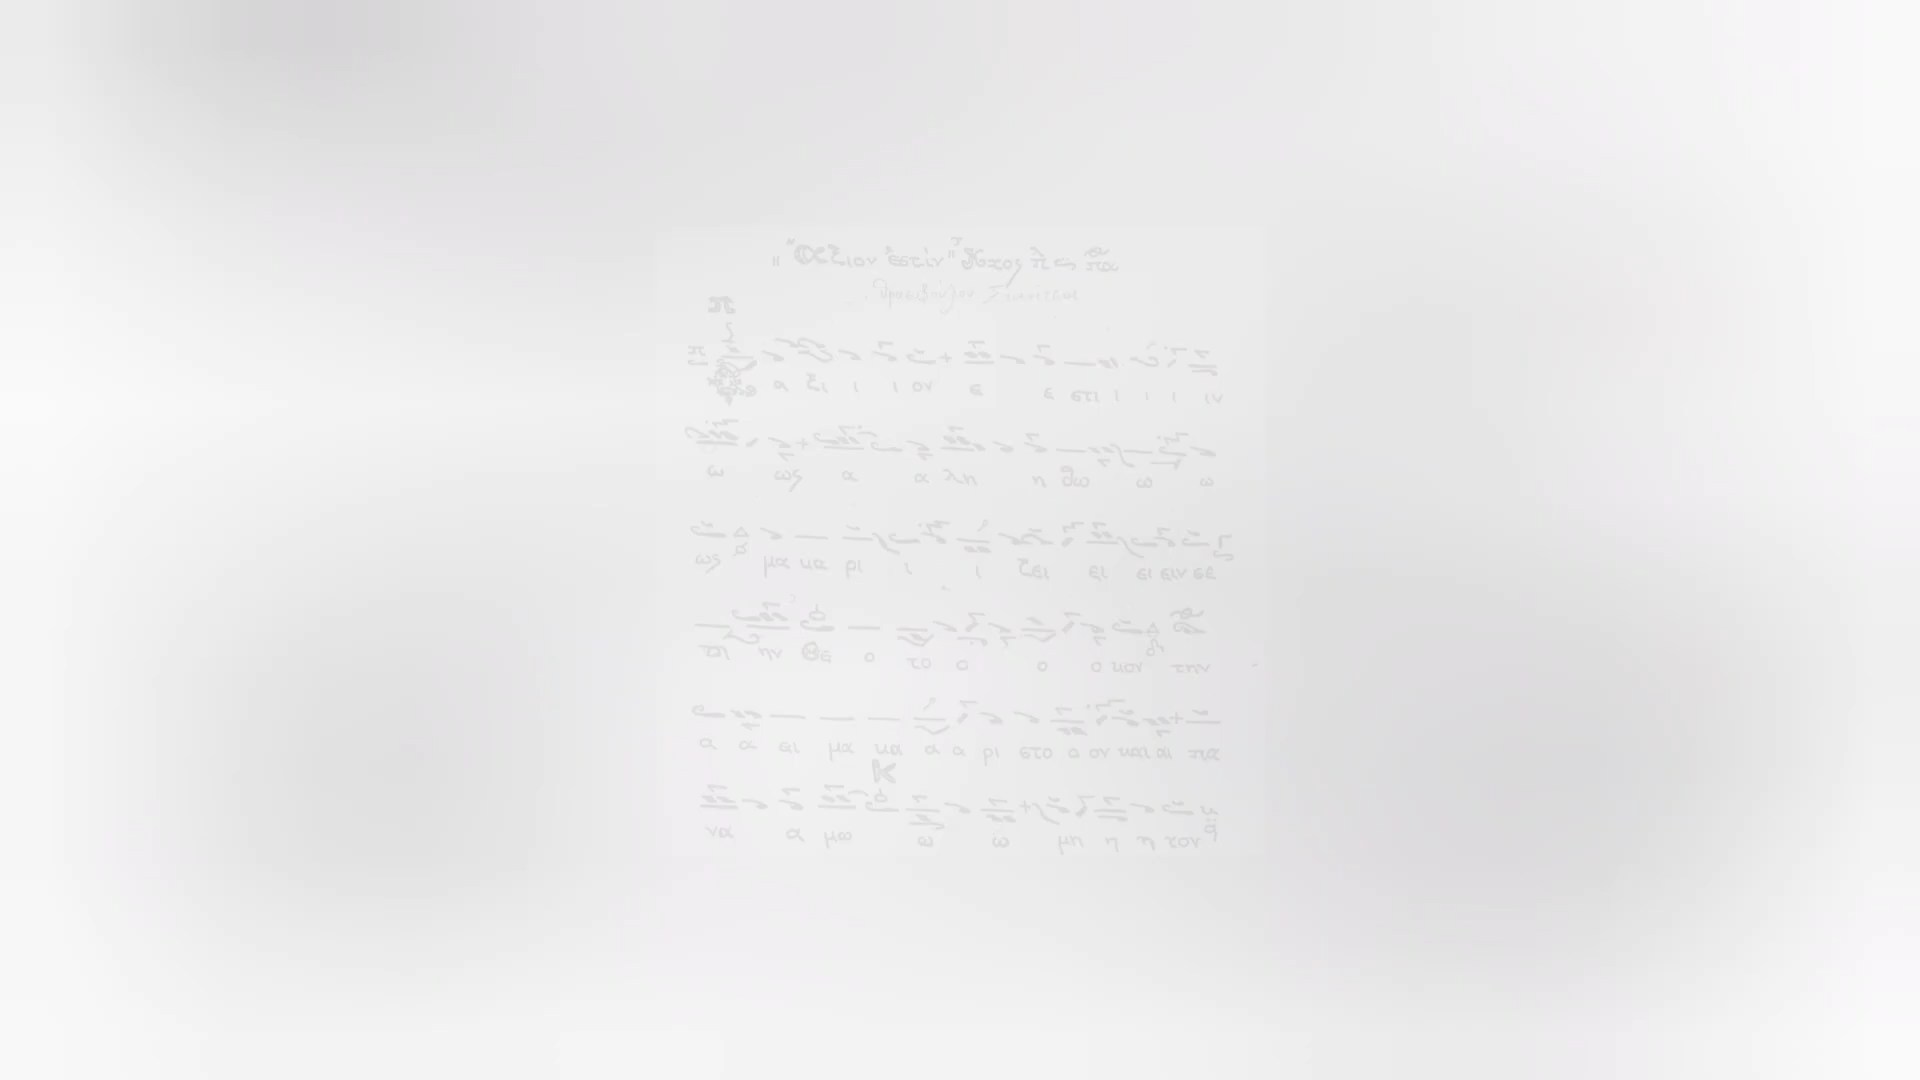 "Ἄξιον ἐστίν" Ἦχος
Θρασυβούλου Στανίτσας
α ξι ι ι ον ε ε στι ι ι ι ιν
ω ως α α λη η θω ω ω
ως μα κα ρι ι ι ζει ει ει ειν σε
τη ην Θε ο το ο ο ο κον την
α α ει μα κα α α ρι στο ο ον και αι πα
να α μω ω ω μη η η τον